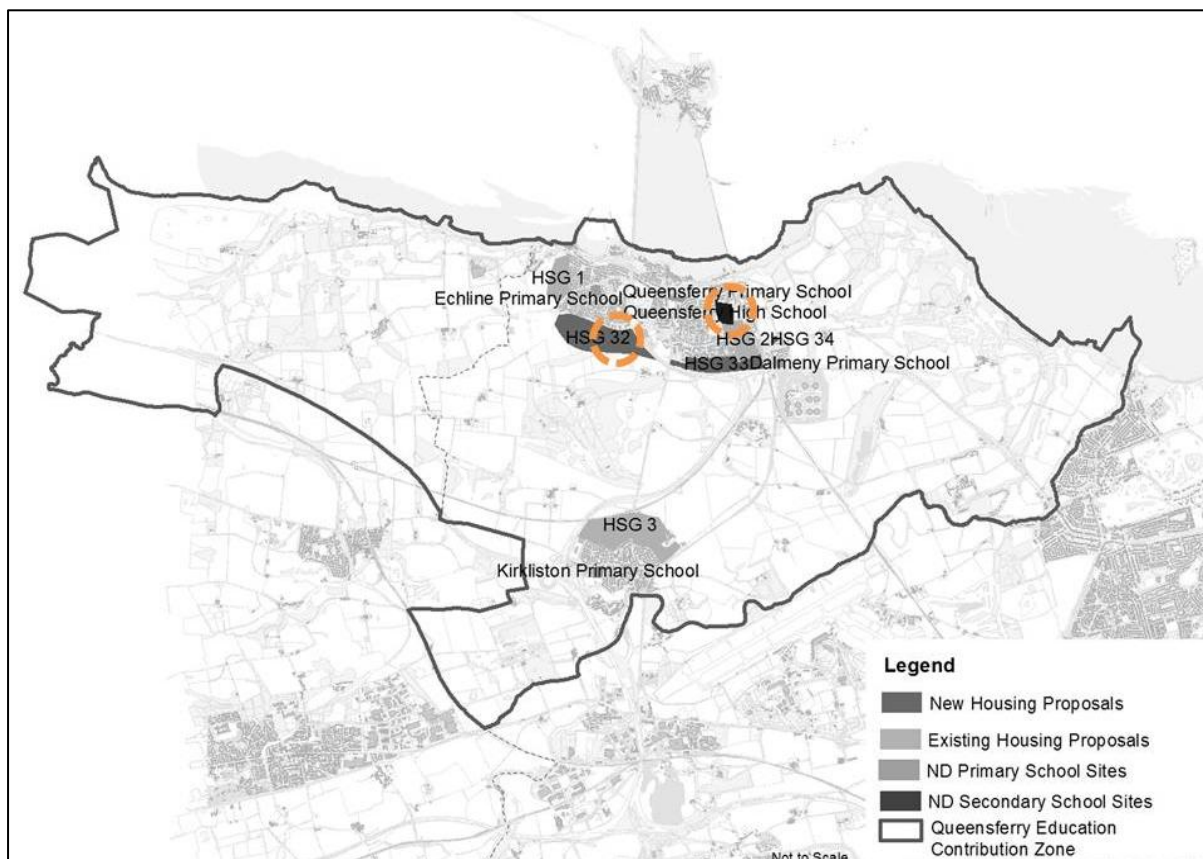 HSG 1
Echline Primary School
Queensferry Primary School
Queensferry High School
HSG 32
HSG 2
HSG 34
HSG 33
Dalmeny Primary School
HSG 3
Kirkliston Primary School
Legend
New Housing Proposals
Existing Housing Proposals
ND Primary School Sites
ND Secondary School Sites
Queensferry Education
Contribution Zone
Not to Scale